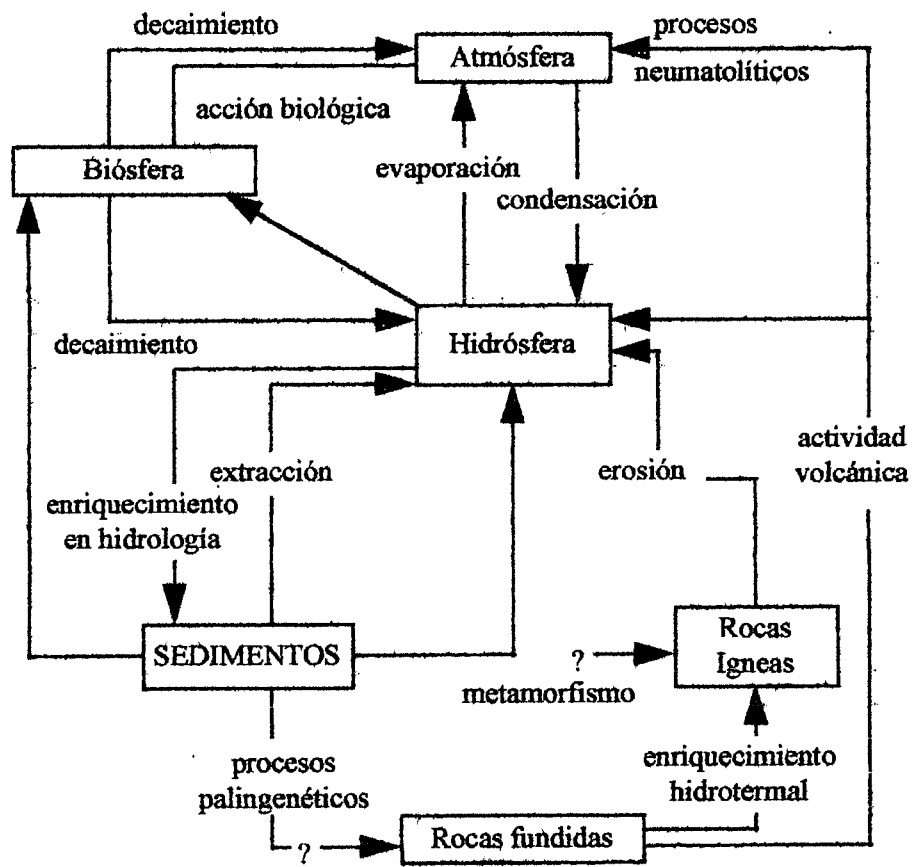 decaimiento
procesos
Atmósfera
neumatolíticos
acción biológica
Biósfera
evaporación
condensación
decaimiento
Hidrósfera
actividad
volcánica
extracción
erosión
enriquecimiento
en hidrología
SEDIMENTOS
Rocas
Igneas
?
metamorfismo
procesos
palingenéticos
enriquecimiento
hidrotermal
?
Rocas fundidas